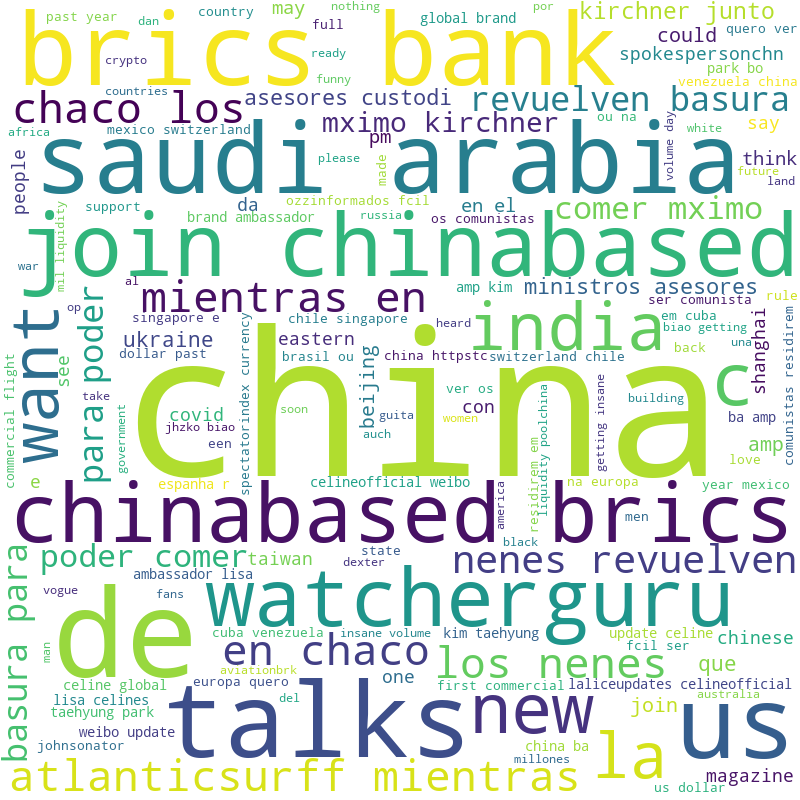 past year dan country may global brand full nothing por kirchner junto
brics bank
crypto ready could quero ver
countries funny spokespersonchn
park bo
venezuela china
chaco los asesores custodi revuelven basura
africa mexico switzerland mximo kirchner ou na white say
pm
saudi arabia
people please made volume day think
future
land
support da ozzinformados fcil en el comer mximo
brand ambassador russia os comunistas
mil liquidity
join chinabased
war
al amp kim ministros asesores
mientras en ser comunista rule
op singapore e chile singapore em cuba
want para poder ukraine eastern heard india biao getting una
dollar past brasil ou china httpstc switzerland chile back shanghai
see
commercial flight take china c
government covid soon beijing ver os building
jhzko biao guita con women ba amp comunistas residirem
een auch getting insane amp
spectatorindex currency love
e espanha r celineofficial weibo liquidity poolchina na europa year mexico
residirem em
chinabased brics
america men
black
basura para poder comer taiwan state nenes revuelven
dexter
ambassador lisa
vogue fans watcherguru
de
man cuba venezuela insane volume kim taehyung update celine chinese
en chaco los nenes fcil ser que
aviationbrk one
celine global europa quero first commercial laliceupdates celineofficial
lisa celines del talks new australia us
taehyung park join
weibo update
johnsonator china ba la
millones magazine
atlanticsurff mientras us dollar